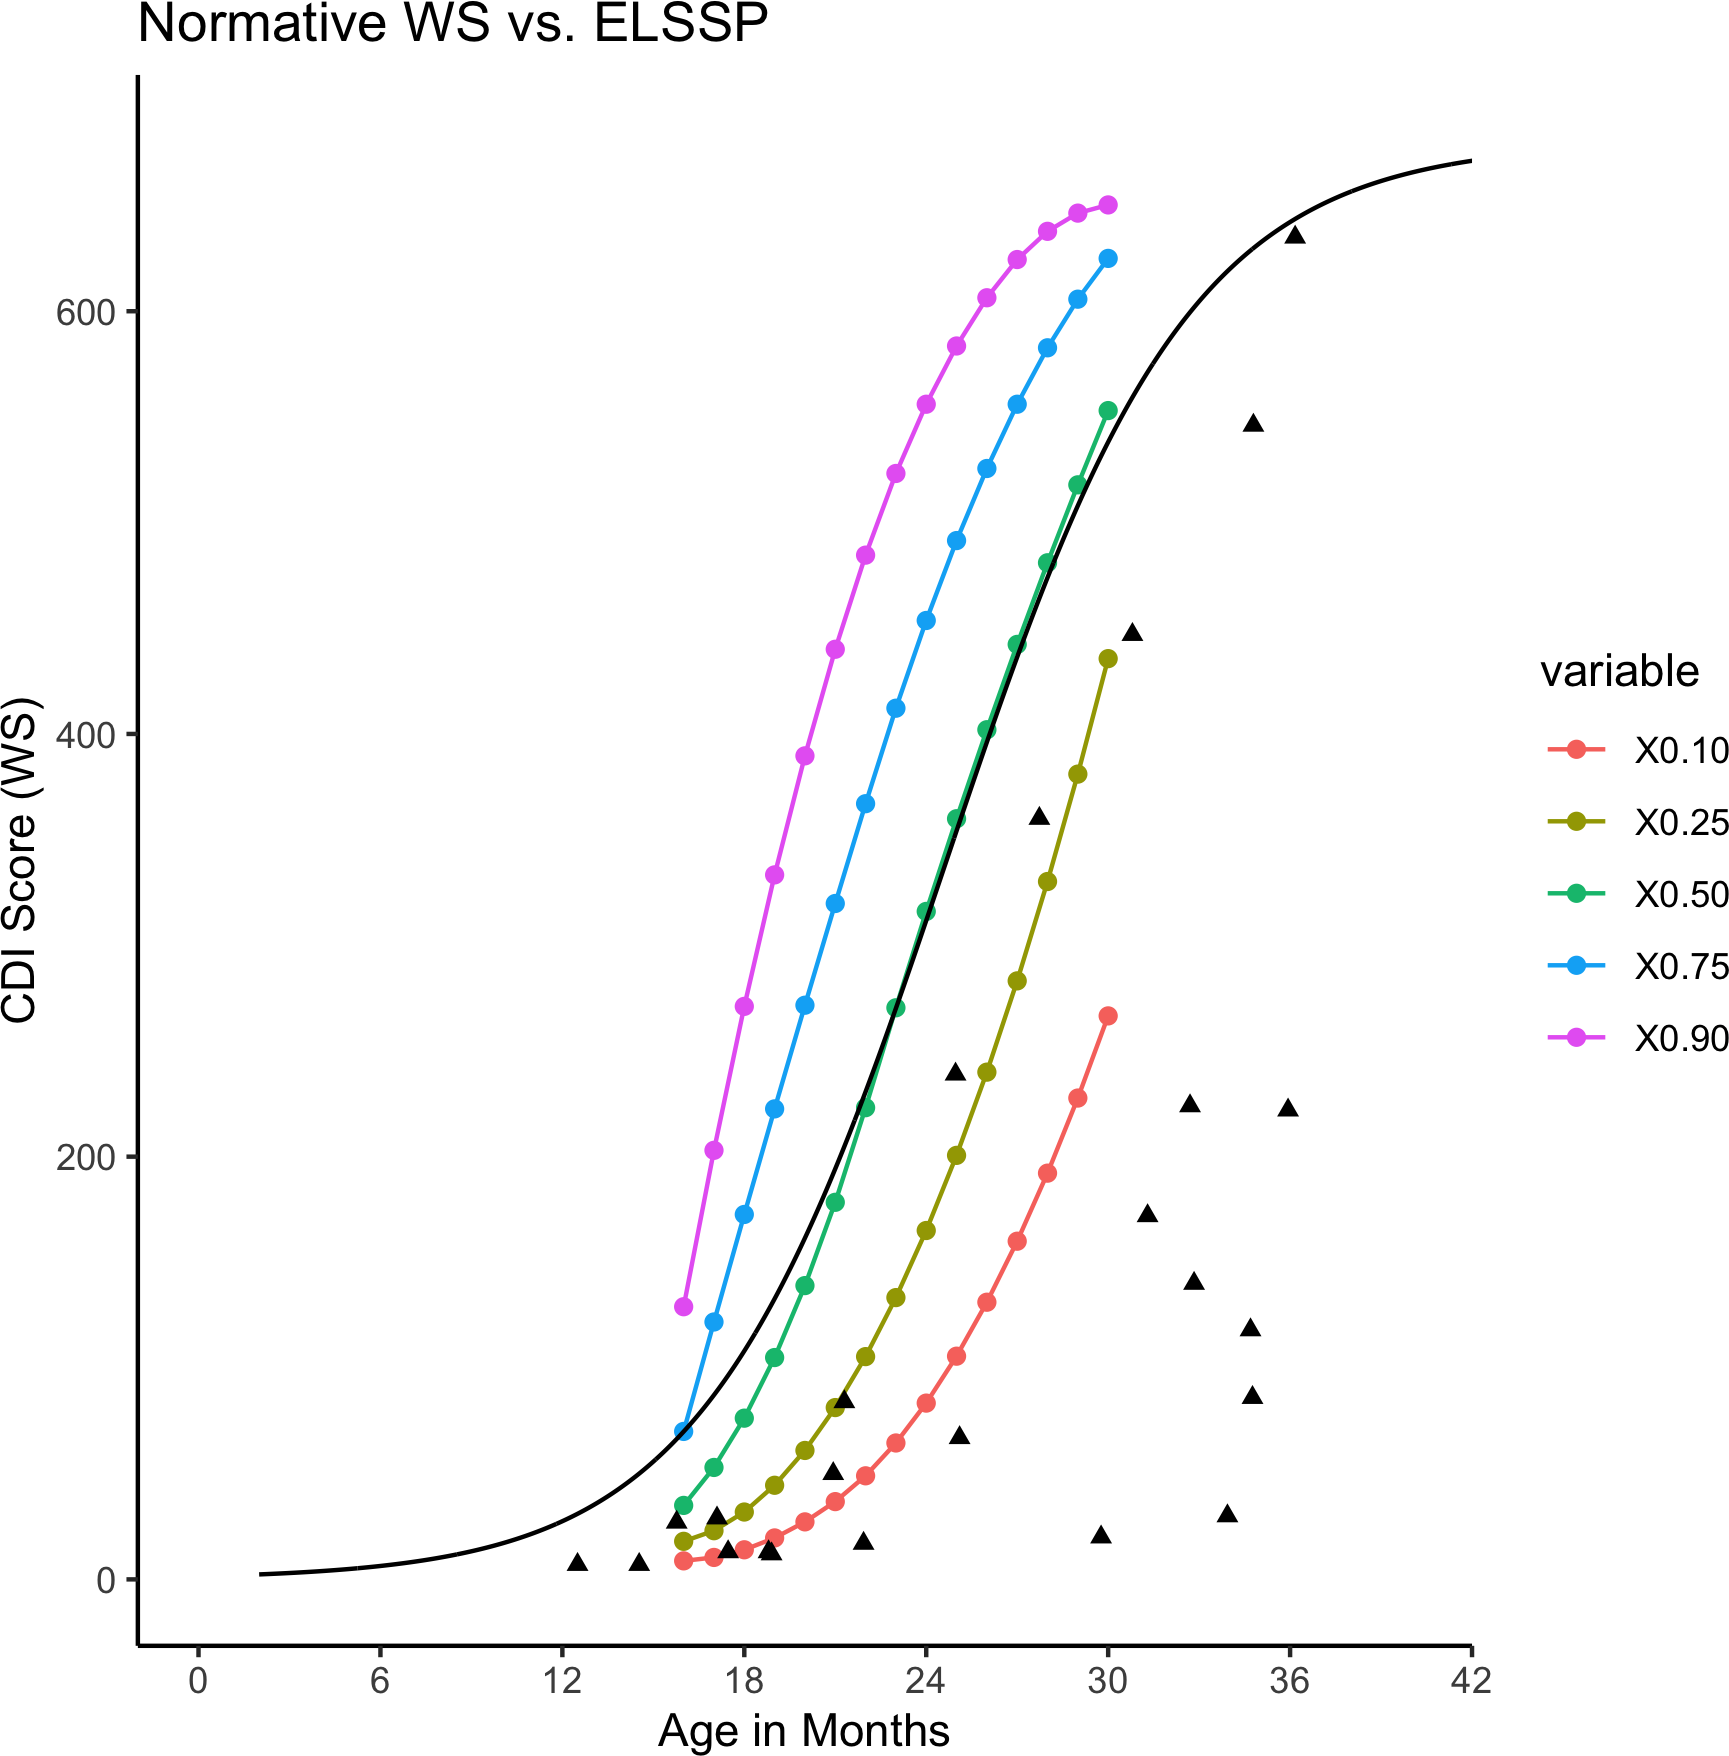 Normative WS vs. ELSSP
CDI Score (WS)
600
400
200
0
0 6 12 18 24 30 36 42
Age in Months
variable
X0.10
X0.25
X0.50
X0.75
X0.90